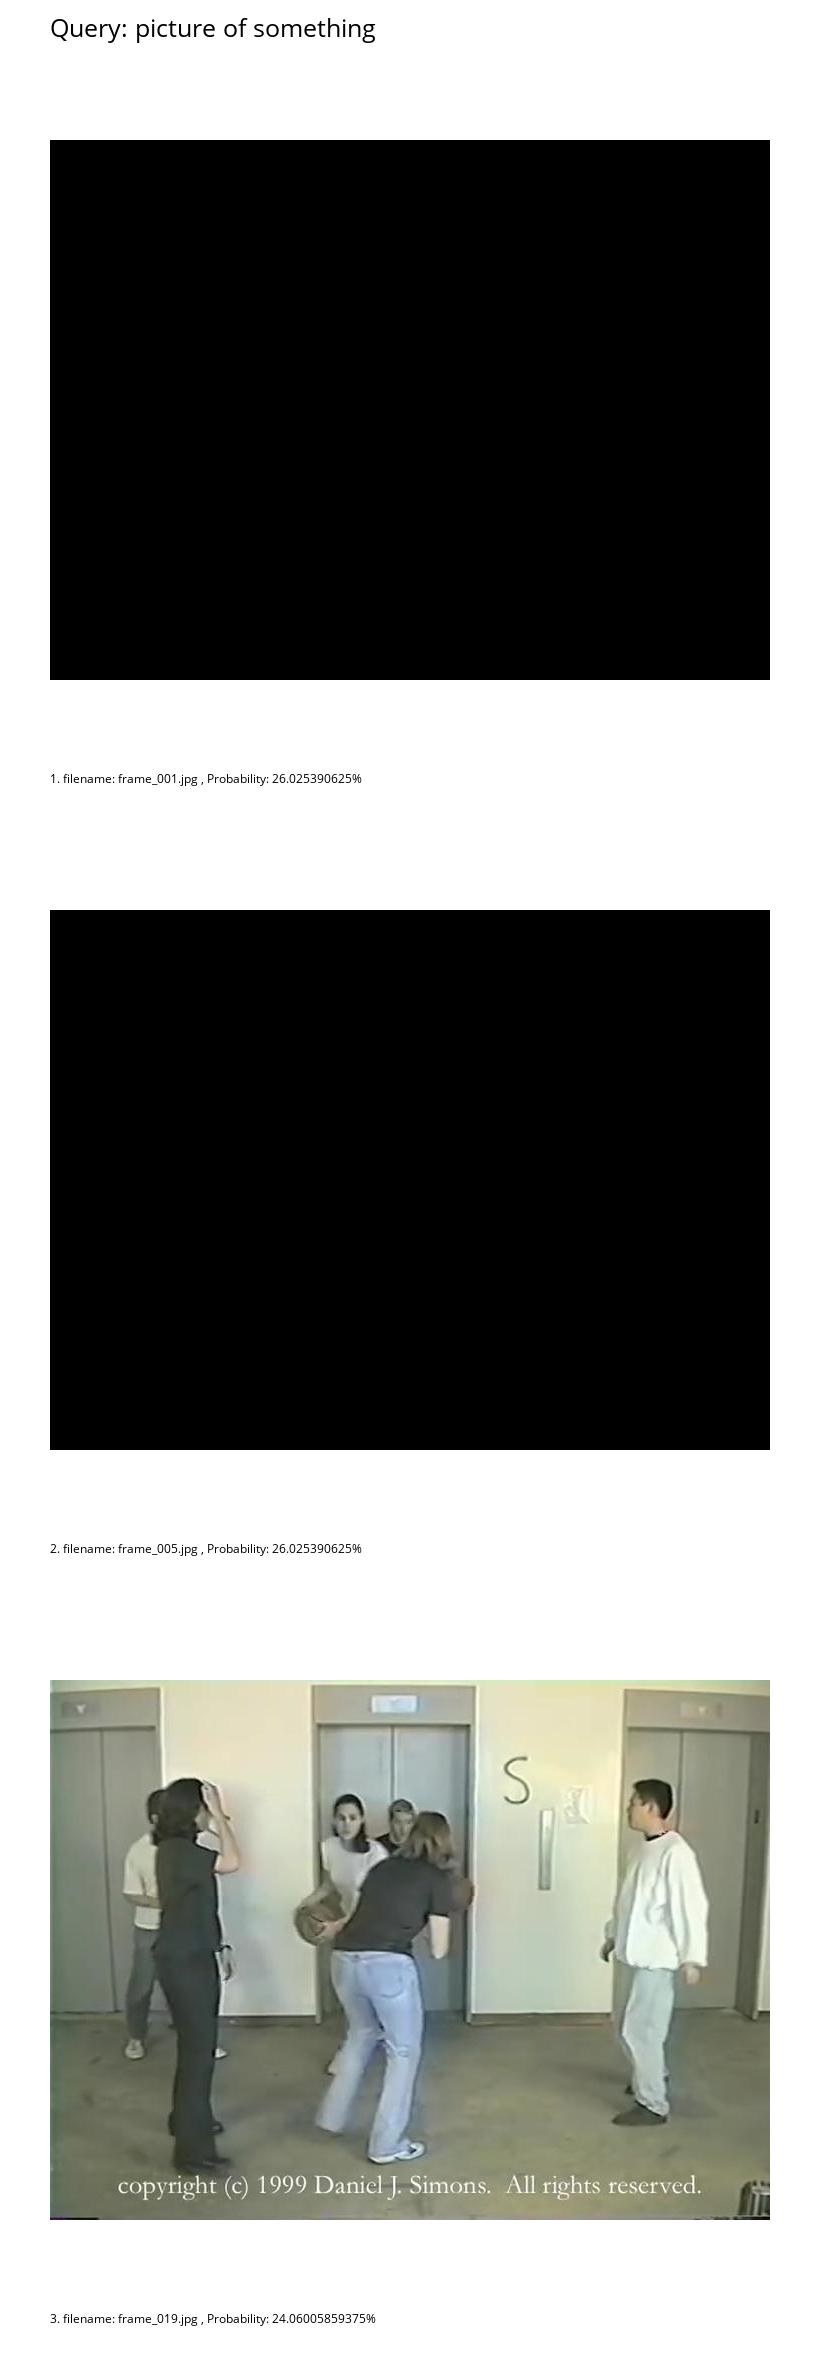 Query: picture of something
1. filename: frame_001.jpg , Probability: 26.025390625%
2. filename: frame_005.jpg , Probability: 26.025390625%
S
copyright (c) 1999 Daniel J. Simons. All rights reserved.
3. filename: frame_019.jpg , Probability: 24.06005859375%